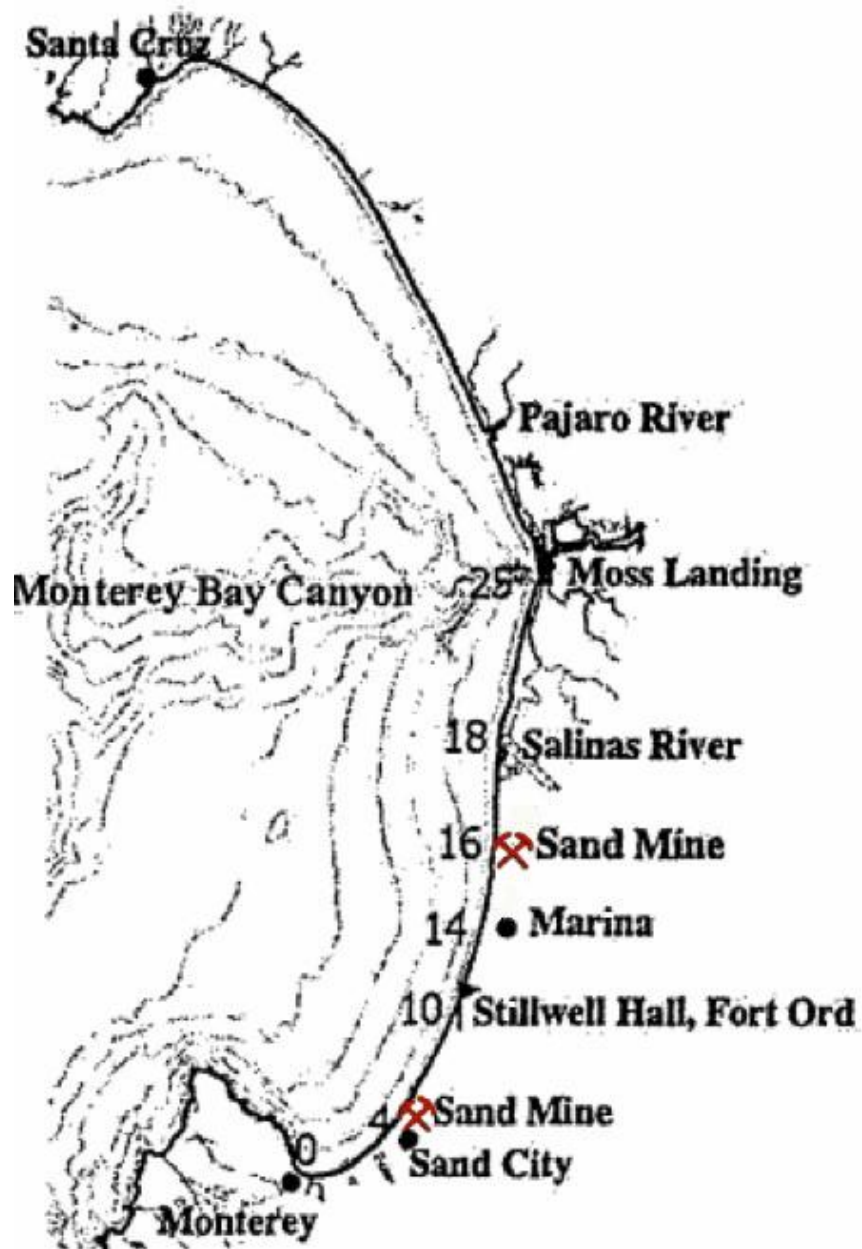 Santa Cruz
Pajaro River
Moss Landing
Monterey Bay Canyon
25
18
Salinas River
16
Sand Mine
14
Marina
10
Stillwell Hall, Fort Ord
4
Sand Mine
0
Sand City
Monterey